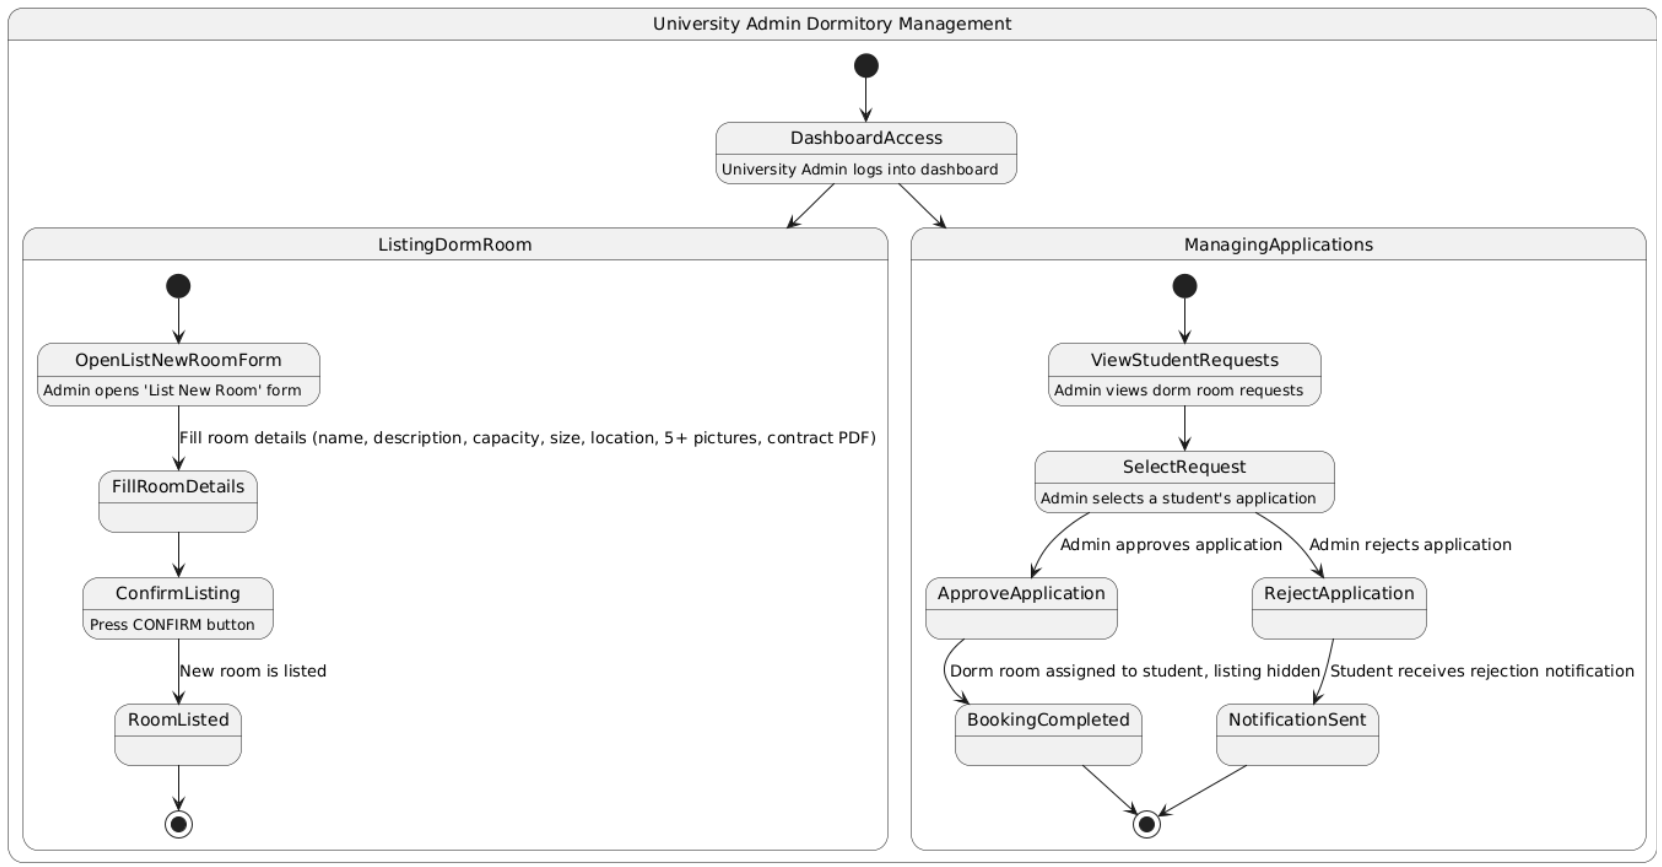 University Admin Dormitory Management
DashboardAccess
University Admin logs into dashboard
ListingDormRoom
OpenListNewRoomForm
Admin opens 'List New Room' form
Fill room details (name, description, capacity, size, location, 5+ pictures, contract PDF)
FillRoomDetails
ConfirmListing
Press CONFIRM button
New room is listed
RoomListed
ManagingApplications
ViewStudentRequests
Admin views dorm room requests
SelectRequest
Admin selects a student's application
Admin approves application
Admin rejects application
ApproveApplication
RejectApplication
Dorm room assigned to student, listing hidden
Student receives rejection notification
BookingCompleted
NotificationSent